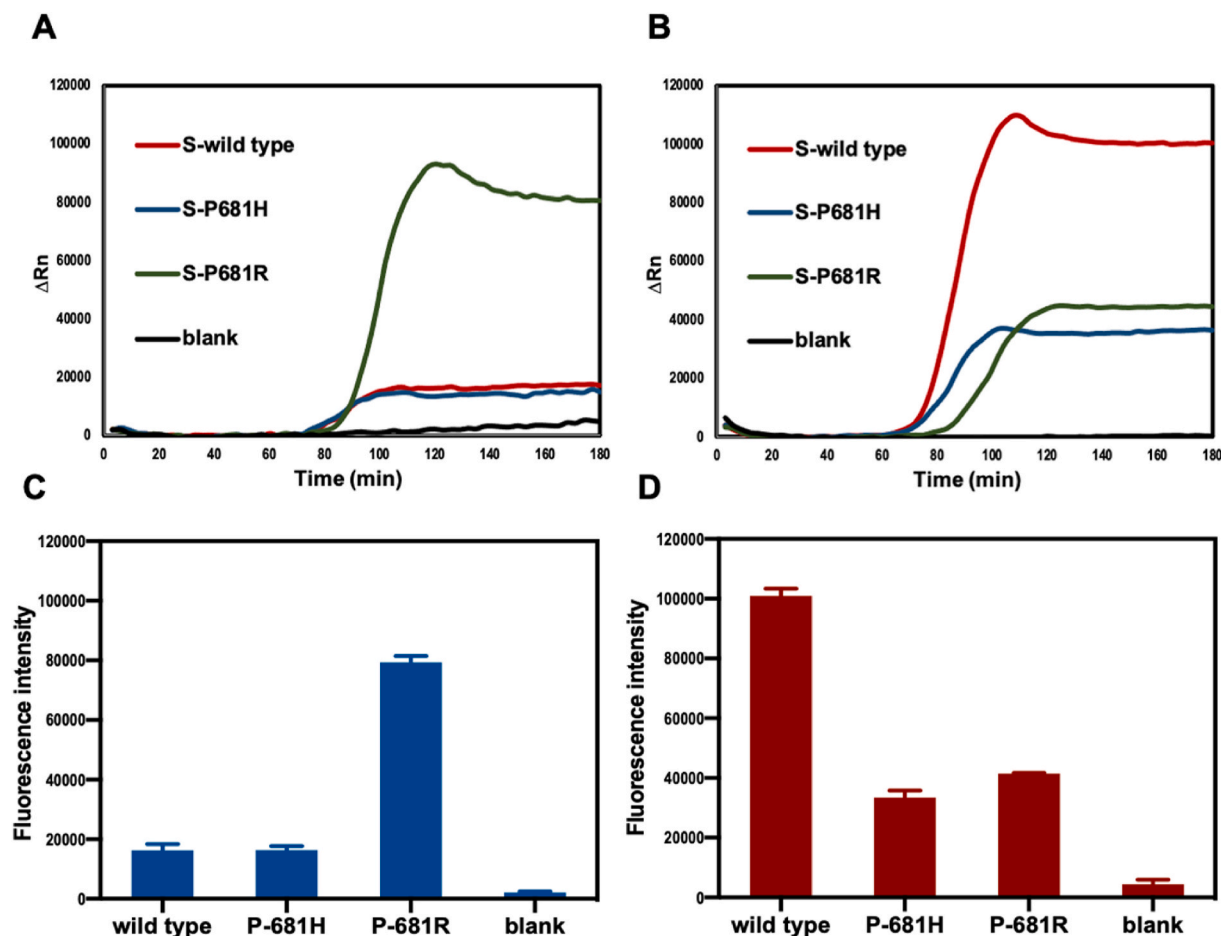 A
120000
100000
80000
60000
40000
20000
0
ΔRn
S-wild type
S-P681H
S-P681R
blank
0 20 40 60 80 100 120 140 160 180
Time (min)
B
120000
100000
80000
60000
40000
20000
0
ΔRn
S-wild type
S-P681H
S-P681R
blank
0 20 40 60 80 100 120 140 160 180
Time (min)
C
120000
100000
80000
60000
40000
20000
0
Fluorescence intensity
wild type P-681H P-681R blank
D
120000
100000
80000
60000
40000
20000
0
Fluorescence intensity
wild type P-681H P-681R blank